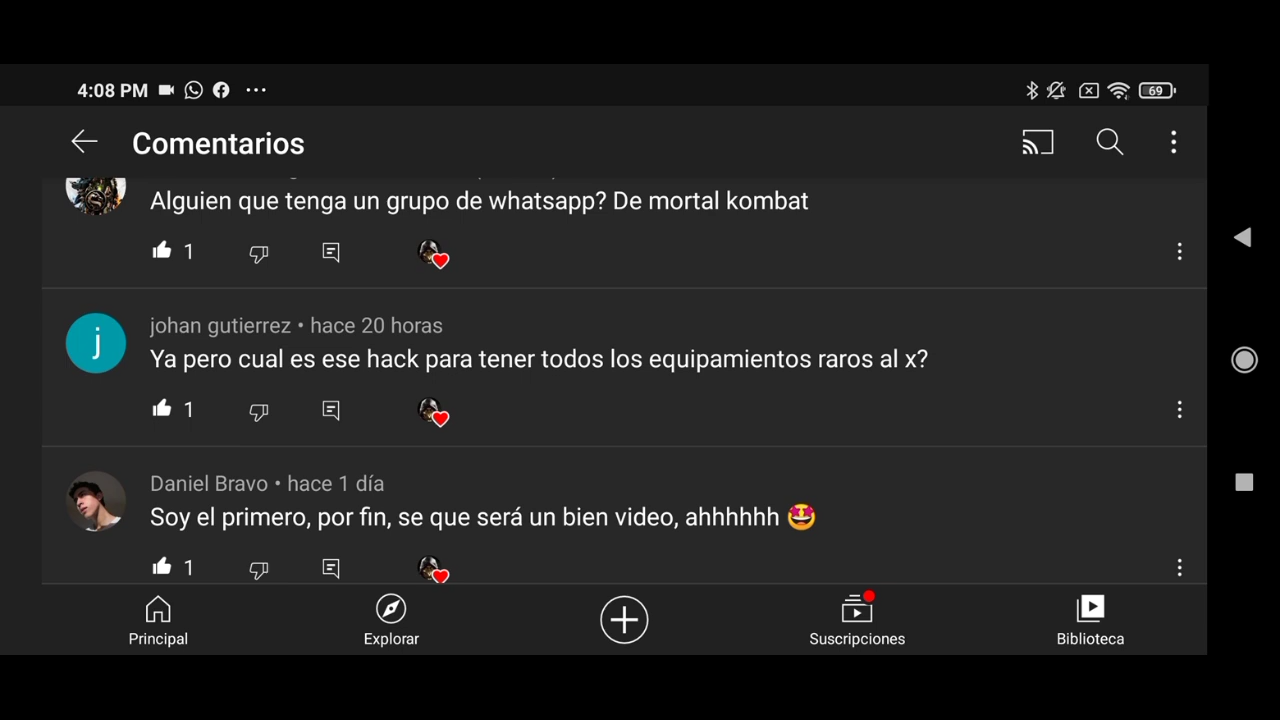 4:08 PM ...
69
Comentarios
Alguien que tenga un grupo de whatsapp? De mortal kombat
1
johan gutierrez • hace 20 horas
j
Ya pero cual es ese hack para tener todos los equipamientos raros al x?
1
Daniel Bravo • hace 1 día
Soy el primero, por fin, se que será un bien video, ahhhhhh 🤩
1
Principal
Explorar
Suscripciones
Biblioteca